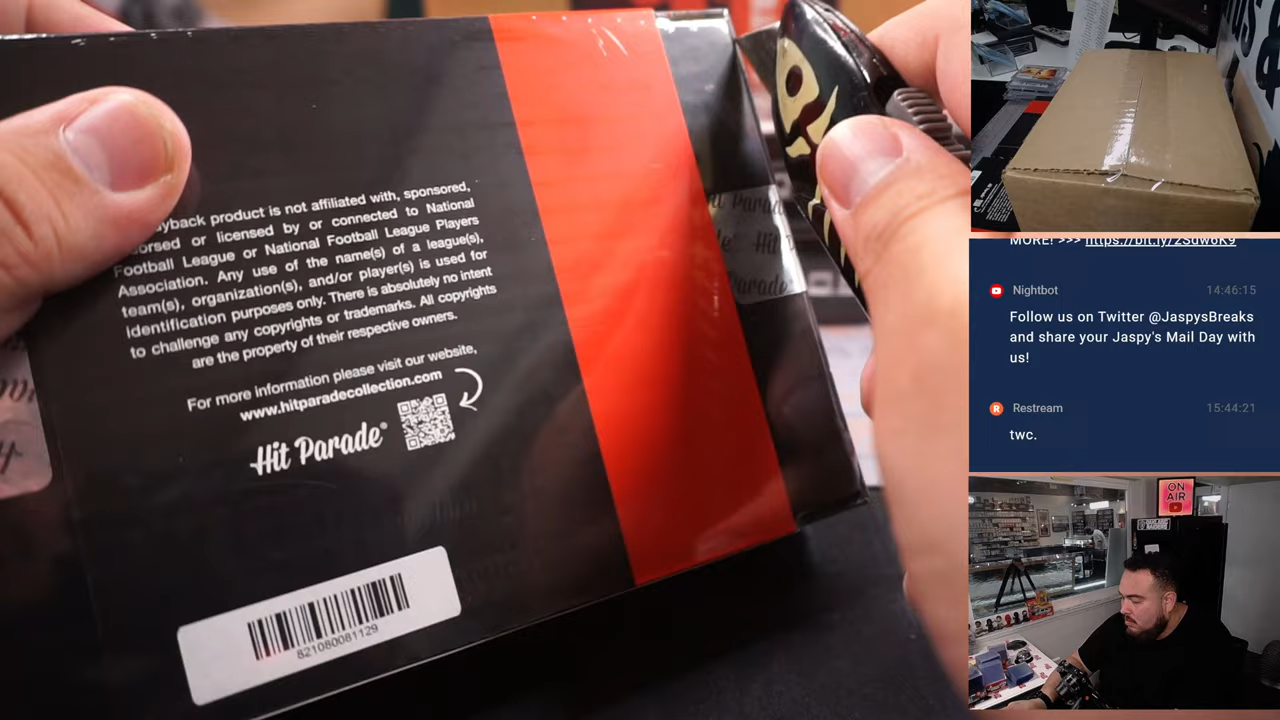 product is not affiliated with, sponsored,
or licensed by or connected to National
Football League or National Football League Players
Association. Any use of the name(s) of a league(s),
team(s), organization(s), and/or player(s) is used for
identification purposes only. There is absolutely no intent
to challenge any copyrights or trademarks. All copyrights
are the property of their respective owners.
For more information please visit our website,
www.hitparadecollection.com
Hit Parade®
821080081129
MORE! >>> https://bit.ly/2Sdw6K9
Nightbot 14:46:15
Follow us on Twitter @JaspysBreaks
and share your Jaspy's Mail Day with
us!
Restream 15:44:21
twc.
ON
AIR